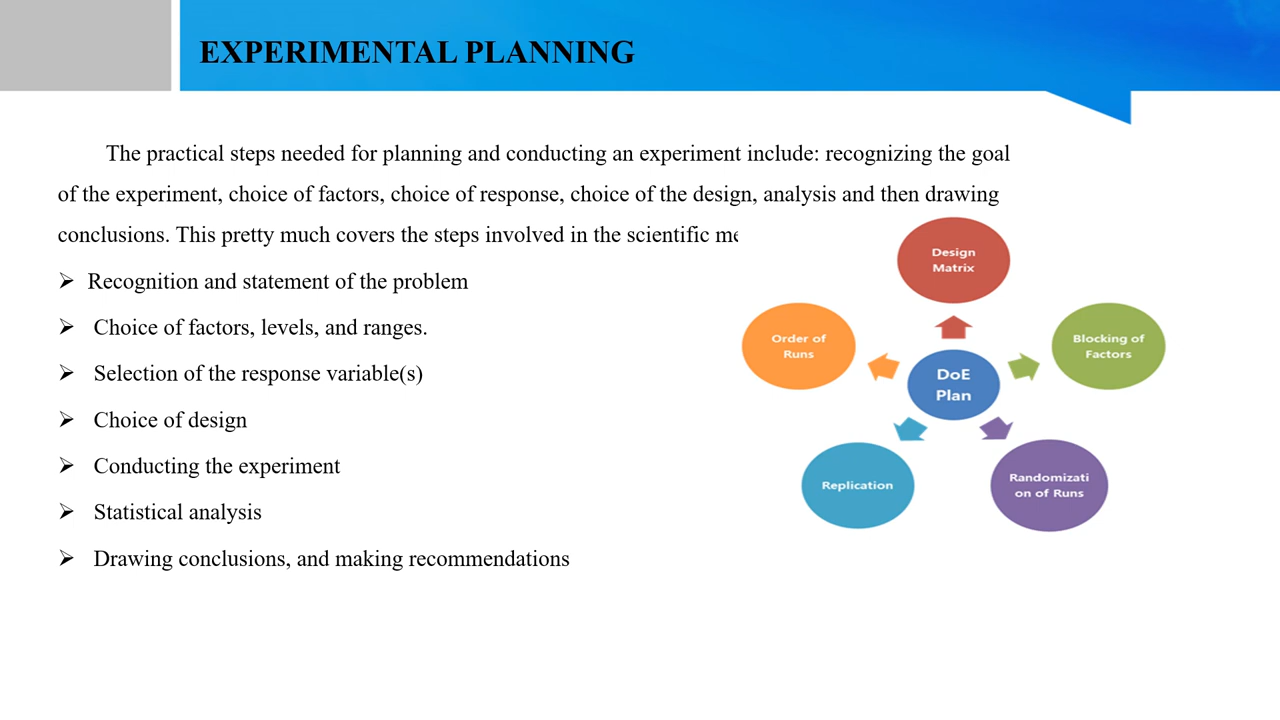 EXPERIMENTAL PLANNING
The practical steps needed for planning and conducting an experiment include: recognizing the goal
of the experiment, choice of factors, choice of response, choice of the design, analysis and then drawing
conclusions. This pretty much covers the steps involved in the scientific
➢ Recognition and statement of the problem
➢ Choice of factors, levels, and ranges.
➢ Selection of the response variable(s)
➢ Choice of design
➢ Conducting the experiment
➢ Statistical analysis
➢ Drawing conclusions, and making recommendations
Design
Matrix
Order of
Runs
Blocking of
Factors
DoE
Plan
Replication
Randomizati
on of Runs